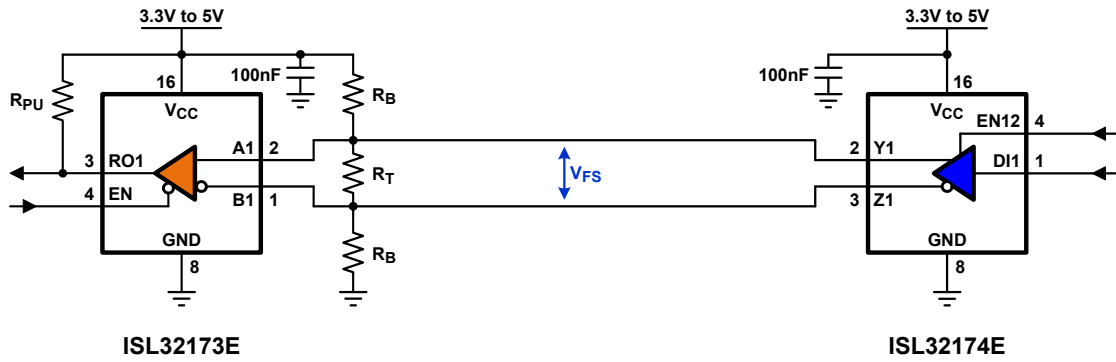 3.3V to 5V
3.3V to 5V
100nF
100nF
16
16
RPU
RB
VCC
VCC
EN12
4
A1
2
2
Y1
3
RO1
DI1
1
RT
VFS
4
EN
B1
1
3
Z1
GND
GND
RB
8
8
ISL32173E
ISL32174E